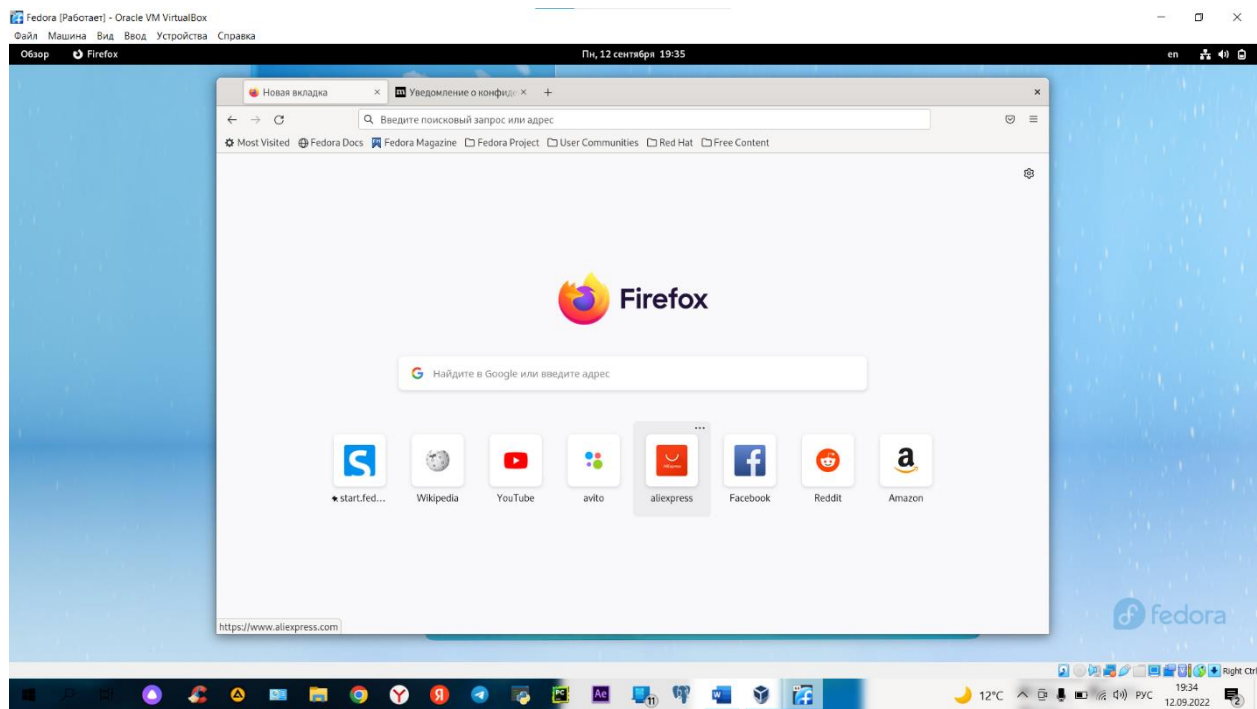 Fedora [Работает] - Oracle VM VirtualBox
Файл Машина Вид Ввод Устройства Справка
Обзор Firefox Пн, 12 сентября 19:35 en
Новая вкладка Уведомление о конфиде
Введите поисковый запрос или адрес
Most Visited Fedora Docs Fedora Magazine Fedora Project User Communities Red Hat Free Content
Firefox
Найдите в Google или введите адрес
start.fed... Wikipedia YouTube avito aliexpress Facebook Reddit Amazon
fedora
https://www.aliexpress.com
Right Ctrl
12°C РУС 19:34
12.09.2022